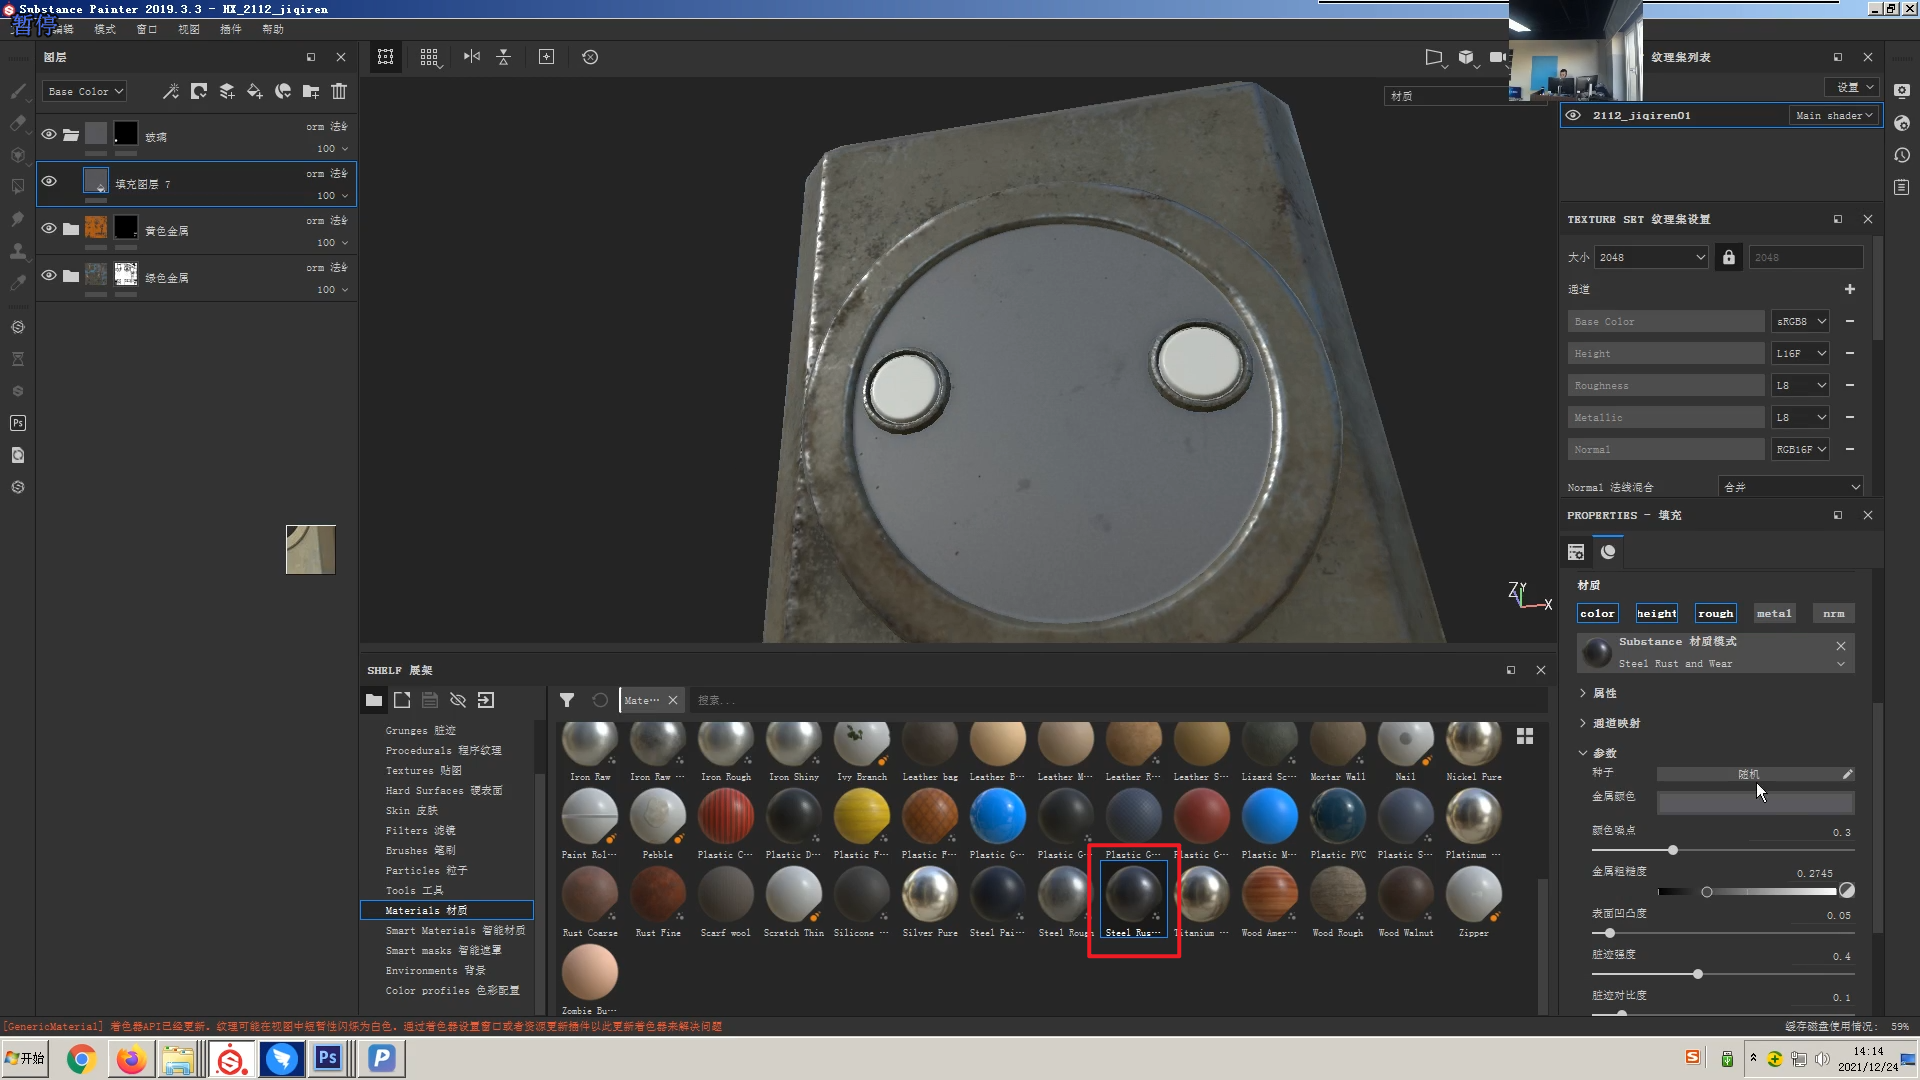 Substance Painter 2019.3.3 - HX_2112_jiqiren
暂停
编辑 模式 窗口 视图 插件 帮助
图层
Base Color
玻璃
100
填充图层 7
100
黄色金属
100
绿色金属
100
材质
纹理集列表
设置
2112_jiqiren01
Main shader
TEXTURE SET 纹理集设置
大小 2048 2048
通道
Base Color sRGB8
Height L16F
Roughness L8
Metallic L8
Normal RGB16F
Normal 法线混合 合并
PROPERTIES - 填充
材质
color height rough metal nrm
Substance 材质模式
Steel Rust and Wear
属性
通道映射
参数
种子 随机
金属颜色
颜色噪点 0.3
金属粗糙度 0.2745
表面凹凸度 0.05
脏迹强度 0.4
脏迹对比度 0.1
Z Y X
SHELF 展架
Mate··· 搜索...
Grunges 脏迹
Procedurals 程序纹理
Textures 贴图
Hard Surfaces 硬表面
Skin 皮肤
Filters 滤镜
Brushes 笔刷
Particles 粒子
Tools 工具
Materials 材质
Smart Materials 智能材质
Smart masks 智能遮罩
Environments 背景
Color profiles 色彩配置
Iron Raw Iron Raw ··· Iron Rough Iron Shiny Ivy Branch Leather bag Leather B··· Leather M··· Leather R··· Leather S··· Lizard Sc··· Mortar Wall Nail Nickel Pure
Paint Rol··· Pebble Plastic C··· Plastic D··· Plastic F··· Plastic F··· Plastic G··· Plastic G··· Plastic G··· Plastic G··· Plastic M··· Plastic PVC Plastic S··· Platinum ···
Rust Coarse Rust Fine Scarf wool Scratch Thin Silicone ··· Silver Pure Steel Pai··· Steel Rough Steel Rus··· Titanium ··· Wood Amer··· Wood Rough Wood Walnut Zipper
Zombie Bu···
[GenericMaterial] 着色器API已经更新。纹理可能在视图中短暂性闪烁为白色。通过着色器设置窗口或者资源更新插件以此更新着色器来解决问题
缓存磁盘使用情况: 59%
开始
Ps
14:14
2021/12/24